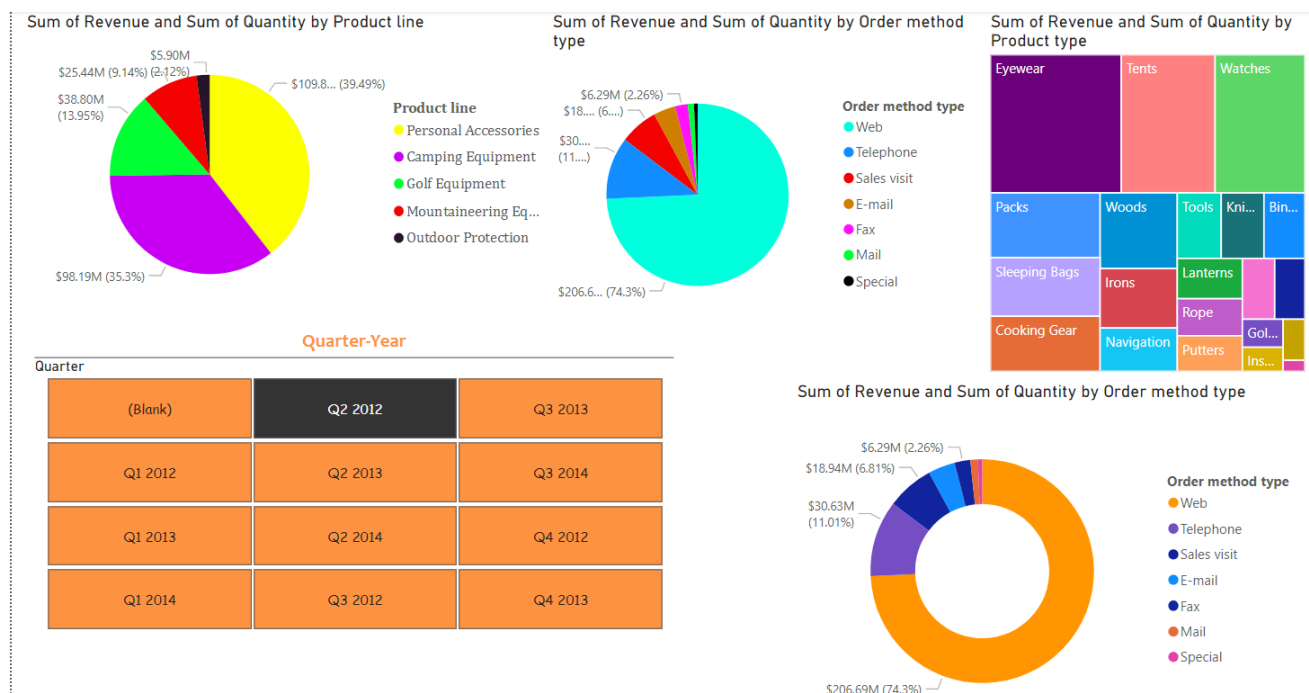 Sum of Revenue and Sum of Quantity by Product line
$5.90M
(2.12%)
$25.44M (9.14%)
$38.80M
(13.95%)
$109.8... (39.49%)
$98.19M (35.3%)
Product line
Personal Accessories
Camping Equipment
Golf Equipment
Mountaineering Eq...
Outdoor Protection
Sum of Revenue and Sum of Quantity by Order method
type
$6.29M (2.26%)
$18.... (6....)
$30....
(11....)
$206.6... (74.3%)
Order method type
Web
Telephone
Sales visit
E-mail
Fax
Mail
Special
Sum of Revenue and Sum of Quantity by
Product type
Eyewear
Tents
Watches
Packs
Woods
Tools
Kni...
Bin...
Sleeping Bags
Irons
Lanterns
Rope
Gol...
Cooking Gear
Navigation
Putters
Ins...
Quarter-Year
Quarter
(Blank)
Q2 2012
Q3 2013
Q1 2012
Q2 2013
Q3 2014
Q1 2013
Q2 2014
Q4 2012
Q1 2014
Q3 2012
Q4 2013
Sum of Revenue and Sum of Quantity by Order method type
$6.29M (2.26%)
$18.94M (6.81%)
$30.63M
(11.01%)
$206.69M (74.3%)
Order method type
Web
Telephone
Sales visit
E-mail
Fax
Mail
Special